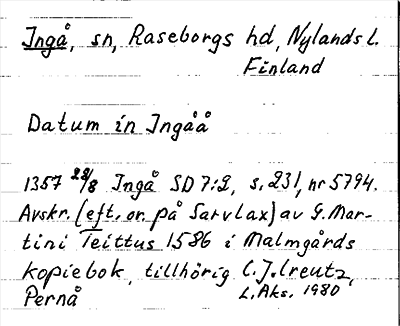 Ingå, sn, Raseborgs hd, Nylands l.
Finland
Datum in Ingåå
1357 28/8 Ingå SD 7:2, s. 231, nr 5794.
Avskr. (eft. or. på Sarvlax) av G. Mar-
tini Teittus 1586 i Malmgårds
kopiebok, tillhörig C. J. Creutz,
Pernå
L. Aks. 1980